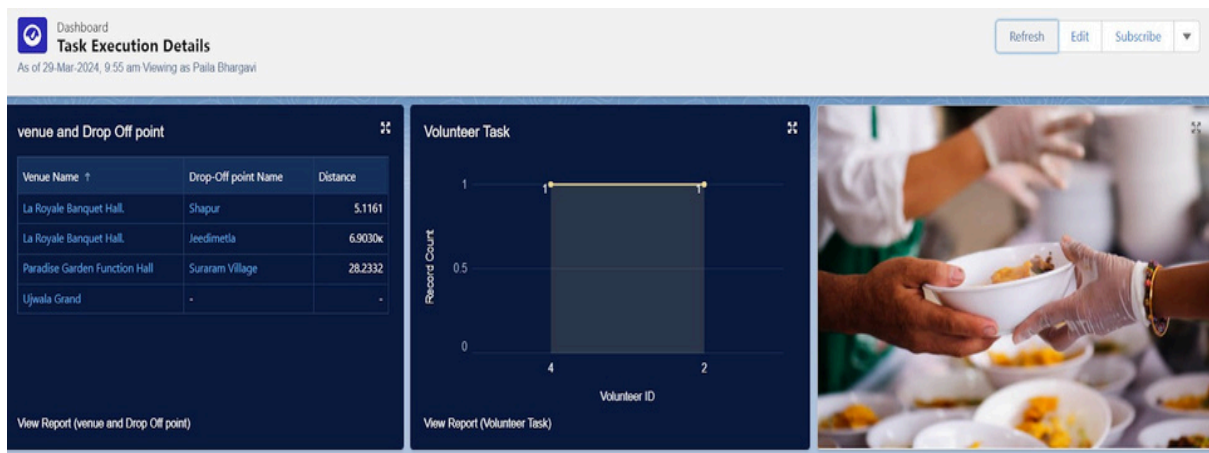 Dashboard
Task Execution Details
As of 29-Mar-2024, 9.55 am Viewing as Paila Bhargavi
Refresh Edit Subscribe
venue and Drop Off point
Venue Name ↑ Drop-Off point Name Distance
La Royale Banquet Hall. Shapur 5.1161
La Royale Banquet Hall. Jeedimetla 6.9030K
Paradise Garden Function Hall Suraram Village 28.2332
Ujwala Grand - -
View Report (venue and Drop Off point)
Volunteer Task
1
1 1
0.5
0
Record Count
4 2
Volunteer ID
View Report (Volunteer Task)